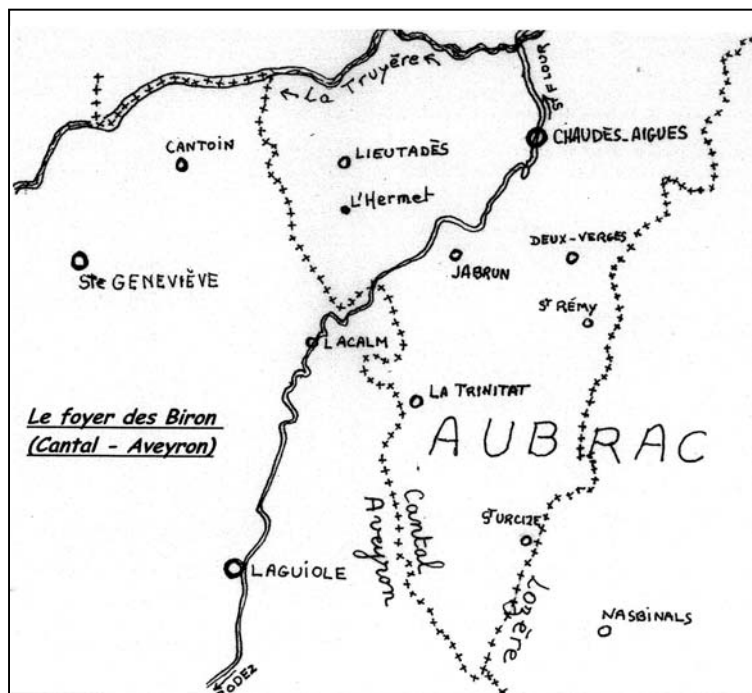 St FLOUR
← La Truyère ←
CHAUDES_AIGUES
CANTOIN
LIEUTADÈS
L'Hermet
DEUX-VERGES
JABRUN
Ste GENEVIÈVE
St RÉMY
LACALM
LA TRINITAT
Le foyer des Biron
(Cantal - Aveyron)
AUBRAC
Cantal
Aveyron
St URCIZE
LAGUIOLE
Lozère
NASBINALS
RODEZ